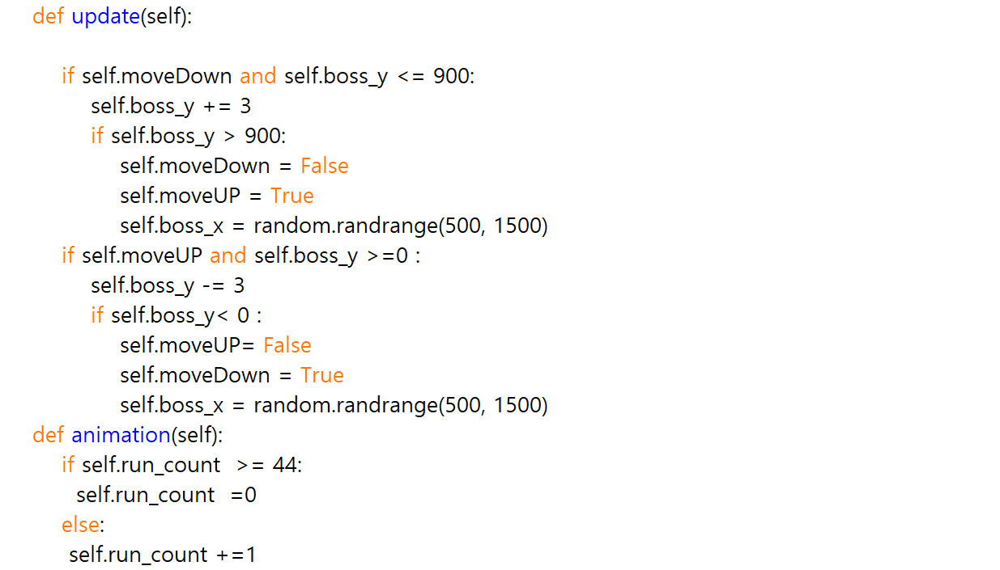 def update(self):
if self.moveDown and self.boss_y <= 900:
self.boss_y += 3
if self.boss_y > 900:
self.moveDown = False
self.moveUP = True
self.boss_x = random.randrange(500, 1500)
if self.moveUP and self.boss_y >=0 :
self.boss_y -= 3
if self.boss_y< 0 :
self.moveUP= False
self.moveDown = True
self.boss_x = random.randrange(500, 1500)
def animation(self):
if self.run_count  >= 44:
self.run_count  =0
else:
self.run_count +=1